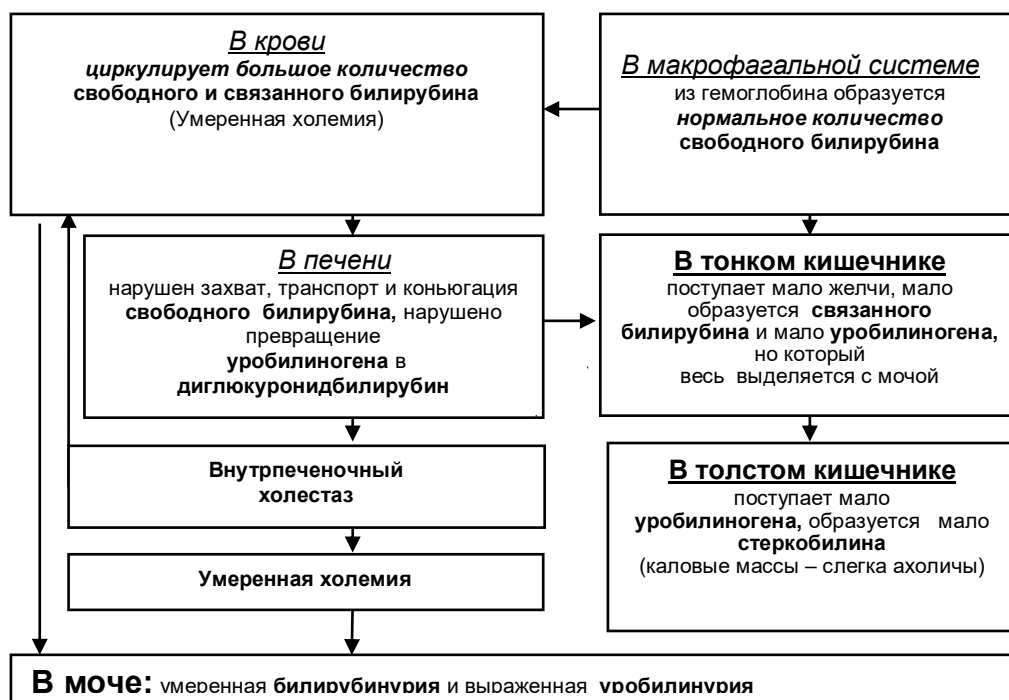 В крови
циркулирует большое количество
свободного и связанного билирубина
(Умеренная холемия)
В макрофагальной системе
из гемоглобина образуется
нормальное количество
свободного билирубина
В печени
нарушен захват, транспорт и коньюгация
свободного билирубина, нарушено
превращение
уробилиногена в
диглюкуронидбилирубин
В тонком кишечнике
поступает мало желчи, мало
образуется связанного
билирубина и мало уробилиногена,
но который
весь выделяется с мочой
Внутрпеченочный
холестаз
В толстом кишечнике
поступает мало
уробилиногена, образуется мало
стеркобилина
(каловые массы – слегка ахоличы)
Умеренная холемия
В моче: умеренная билирубинурия и выраженная уробилинурия